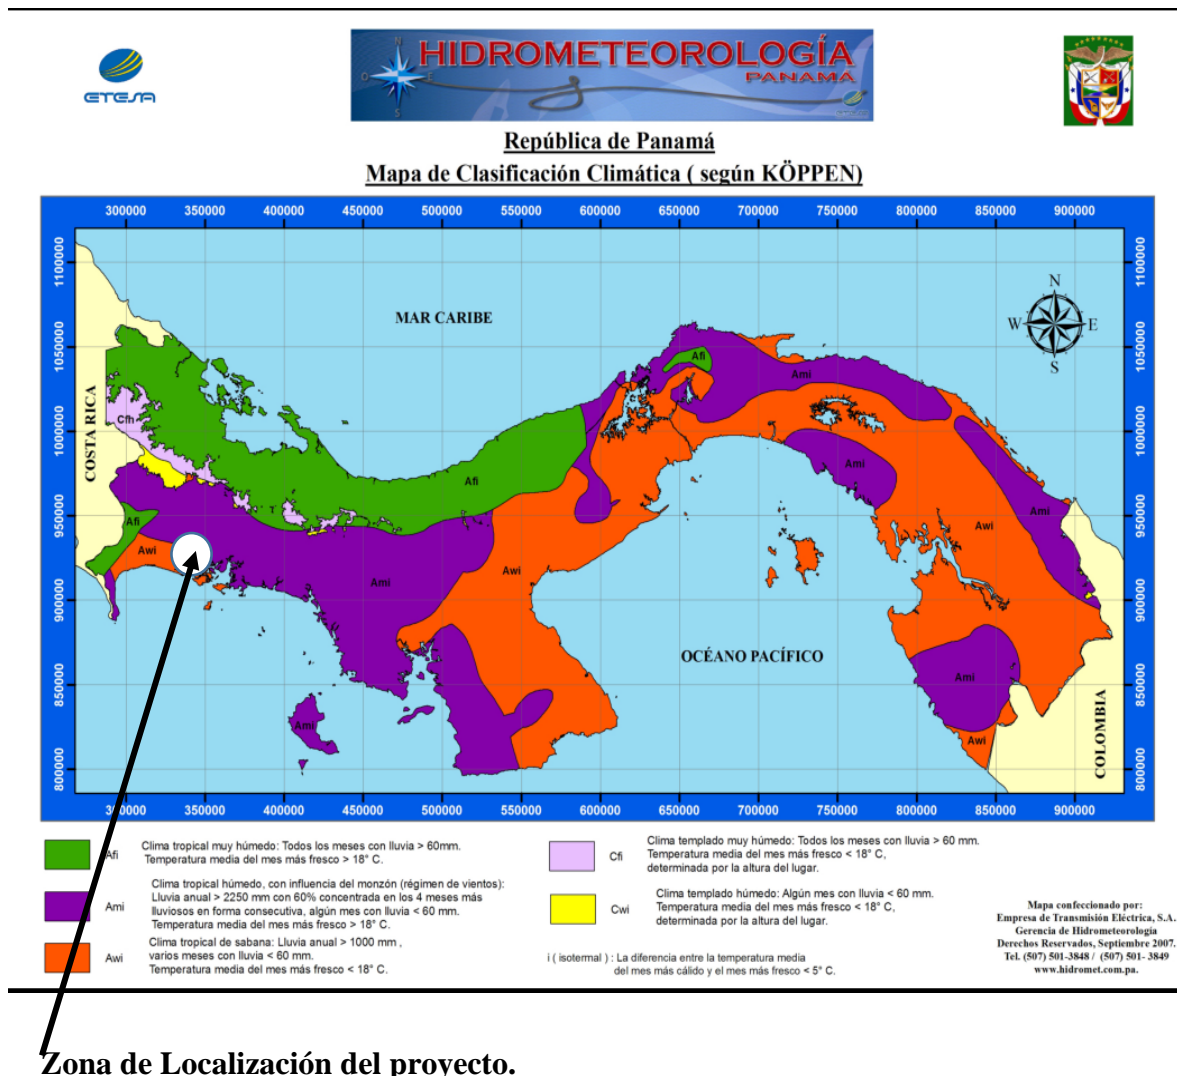 ETESA
HIDROMETEOROLOGÍA
PANAMÁ
N
O
E
S
ETESA
República de Panamá
Mapa de Clasificación Climática ( según KÖPPEN)
300000 350000 400000 450000 500000 550000 600000 650000 700000 750000 800000 850000 900000
1100000
1050000
1000000
950000
900000
850000
800000
1100000
1050000
1000000
950000
900000
850000
800000
MAR CARIBE
N
W
E
S
COSTA RICA
Cfh
Afi
Ami
Afi
Afi
Awi
Ami
Awi
Ami
Awi
Ami
Ami
Ami
Awi
OCÉANO PACÍFICO
COLOMBIA
300000 350000 400000 450000 500000 550000 600000 650000 700000 750000 800000 850000 900000
Afi
Clima tropical muy húmedo: Todos los meses con lluvia > 60mm.
Temperatura media del mes más fresco > 18° C.
Ami
Clima tropical húmedo, con influencia del monzón (régimen de vientos):
Lluvia anual > 2250 mm con 60% concentrada en los 4 meses más
lluviosos en forma consecutiva, algún mes con lluvia < 60 mm.
Temperatura media del mes más fresco > 18° C.
Awi
Clima tropical de sabana: Lluvia anual > 1000 mm ,
varios meses con lluvia < 60 mm.
Temperatura media del mes más fresco < 18° C.
Cfi
Clima templado muy húmedo: Todos los meses con lluvia > 60 mm.
Temperatura media del mes más fresco < 18° C,
determinada por la altura del lugar.
Cwi
Clima templado húmedo: Algún mes con lluvia < 60 mm.
Temperatura media del mes más fresco < 18° C,
determinada por la altura del lugar.
i ( isotermal ) : La diferencia entre la temperatura media
del mes más cálido y el mes más fresco < 5° C.
Mapa confeccionado por:
Empresa de Transmisión Eléctrica, S.A.
Gerencia de Hidrometeorología
Derechos Reservados, Septiembre 2007.
Tel. (507) 501-3848 / (507) 501- 3849
www.hidromet.com.pa.
Zona de Localización del proyecto.